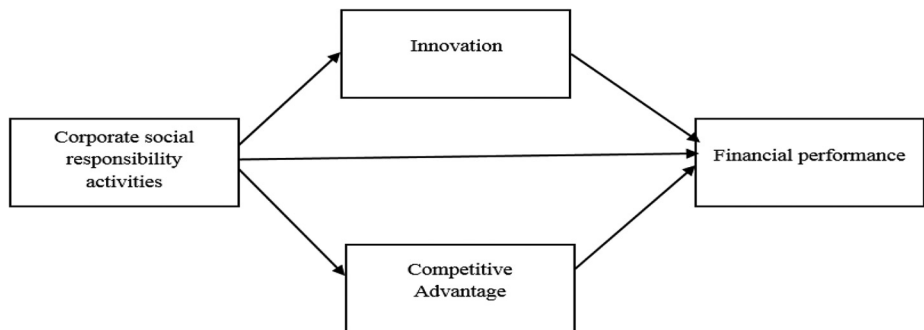 Innovation
Corporate social
responsibility
activities
Financial performance
Competitive
Advantage